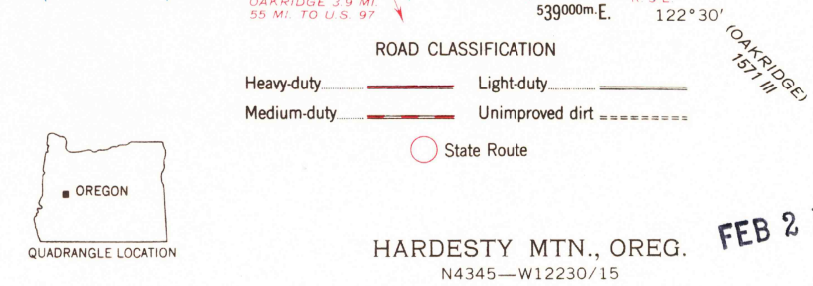 OAKRIDGE 3.9 MI.
55 MI. TO U.S. 97
539000m.E.
122°30'
(OAKRIDGE)
1571 III
ROAD CLASSIFICATION
Heavy-duty
Light-duty
Medium-duty
Unimproved dirt
State Route
OREGON
QUADRANGLE LOCATION
HARDESTY MTN., OREG.
N4345—W12230/15
FEB 2